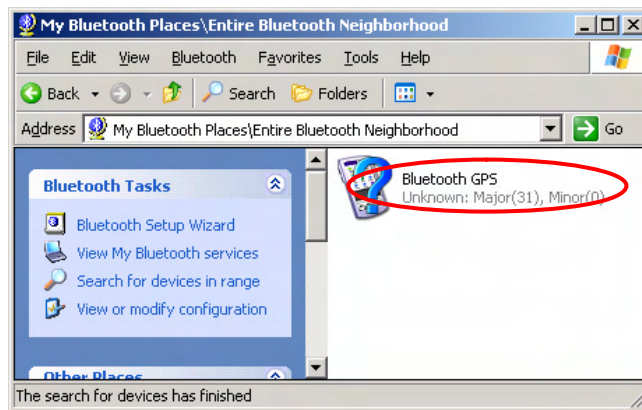 My Bluetooth Places\Entire Bluetooth Neighborhood
File Edit View Bluetooth Favorites Tools Help
Back Search Folders
Address My Bluetooth Places\Entire Bluetooth Neighborhood Go
Bluetooth Tasks
Bluetooth Setup Wizard
View My Bluetooth services
Search for devices in range
View or modify configuration
Other Places
Bluetooth GPS
Unknown: Major(31), Minor(0)
The search for devices has finished